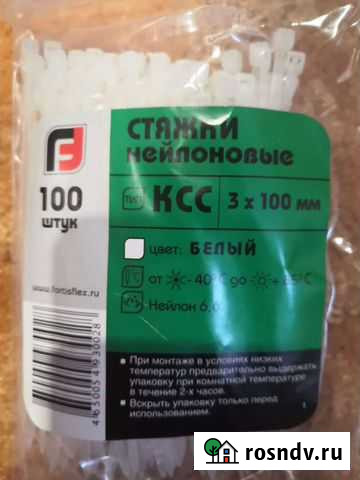 СТЯЖКИ
НЕЙЛОНОВЫЕ
100
штук
ТИП
КСС
3 х 100 мм
цвет: БЕЛЫЙ
www.fortisflex.ru
от - 40°С до + 85°С
Нейлон 6,6
При монтаже в условиях низких
температур предварительно выдержать
упаковку при комнатной температуре
в течение 2-х часов.
Вскрыть упаковку только перед
использованием.
rosndv.ru